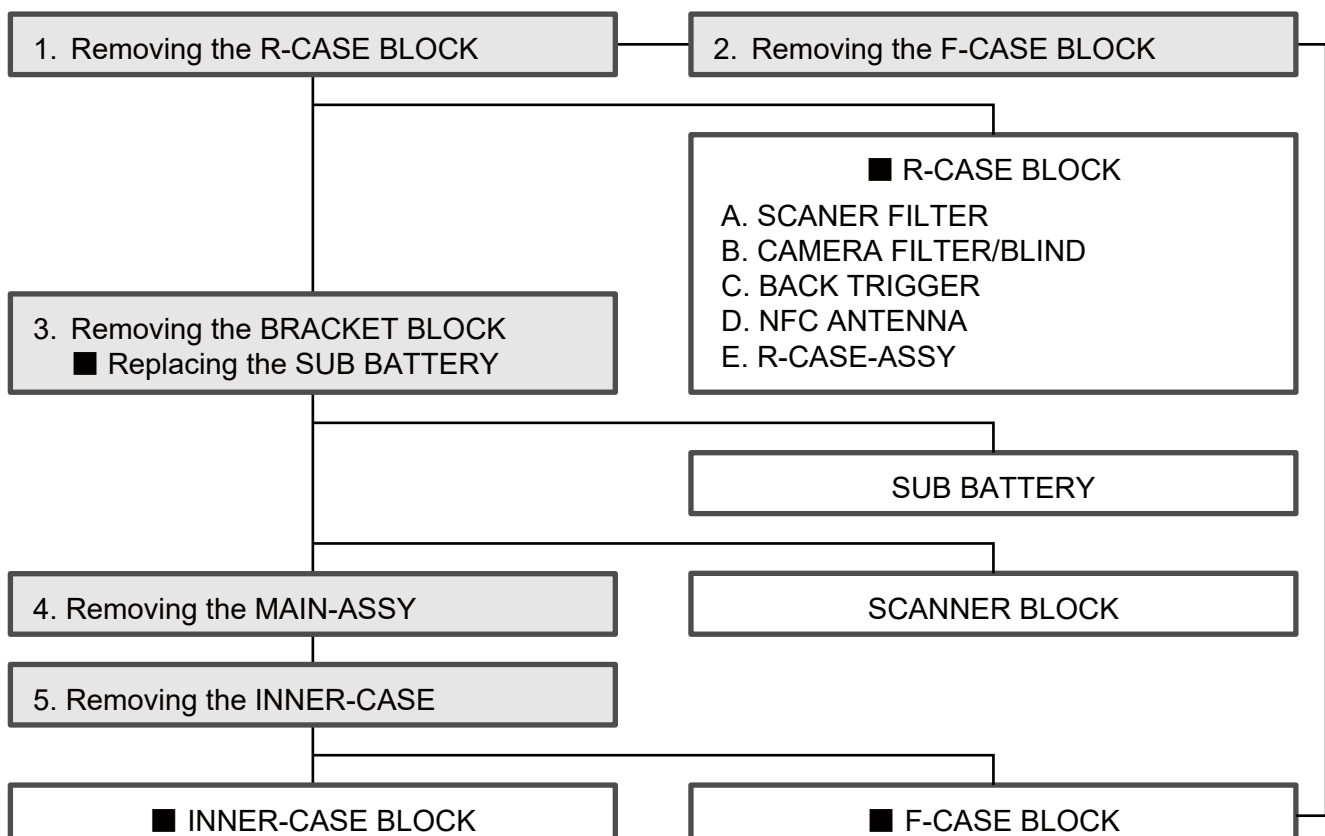 1. Removing the R-CASE BLOCK
2. Removing the F-CASE BLOCK
■ R-CASE BLOCK
A. SCANER FILTER
B. CAMERA FILTER/BLIND
C. BACK TRIGGER
D. NFC ANTENNA
E. R-CASE-ASSY
3. Removing the BRACKET BLOCK
■ Replacing the SUB BATTERY
SUB BATTERY
4. Removing the MAIN-ASSY
SCANNER BLOCK
5. Removing the INNER-CASE
■ INNER-CASE BLOCK
■ F-CASE BLOCK